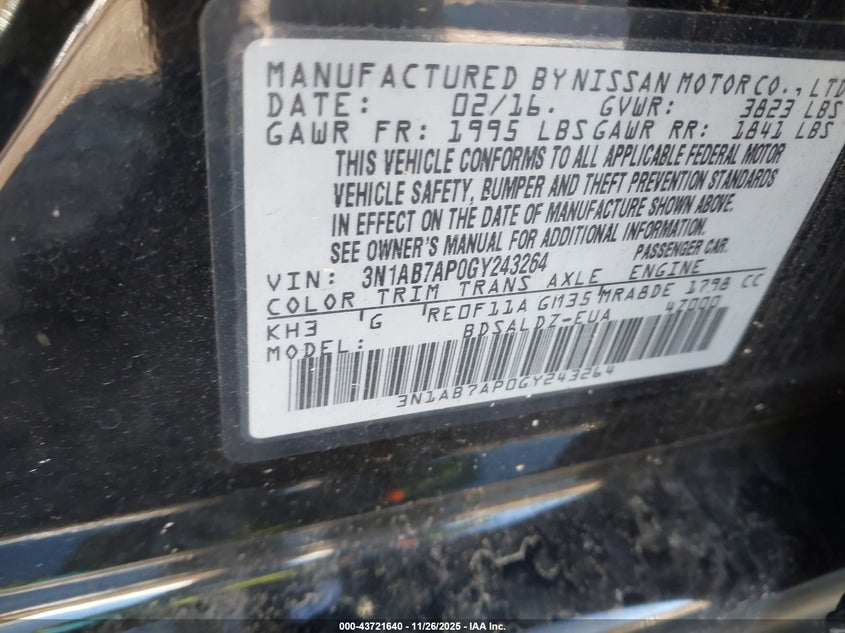 MANUFACTURED BY NISSAN MOTOR CO., LTD
DATE: 02/16. GVWR: 3823 LBS
GAWR FR: 1995 LBS GAWR RR: 1841 LBS
THIS VEHICLE CONFORMS TO ALL APPLICABLE FEDERAL MOTOR
VEHICLE SAFETY, BUMPER AND THEFT PREVENTION STANDARDS
IN EFFECT ON THE DATE OF MANUFACTURE SHOWN ABOVE.
SEE OWNER'S MANUAL FOR ADDITIONAL INFORMATION.
VIN: 3N1AB7AP0GY243264 PASSENGER CAR.
COLOR TRIM TRANS AXLE ENGINE
KH3 'G 'RE0F11A GM35 'MRA8DE 1798 CC
MODEL: BDSALDZ-EUA 47000
3N1AB7AP0GY243264
000-43721640 - 11/26/2025 - IAA Inc.